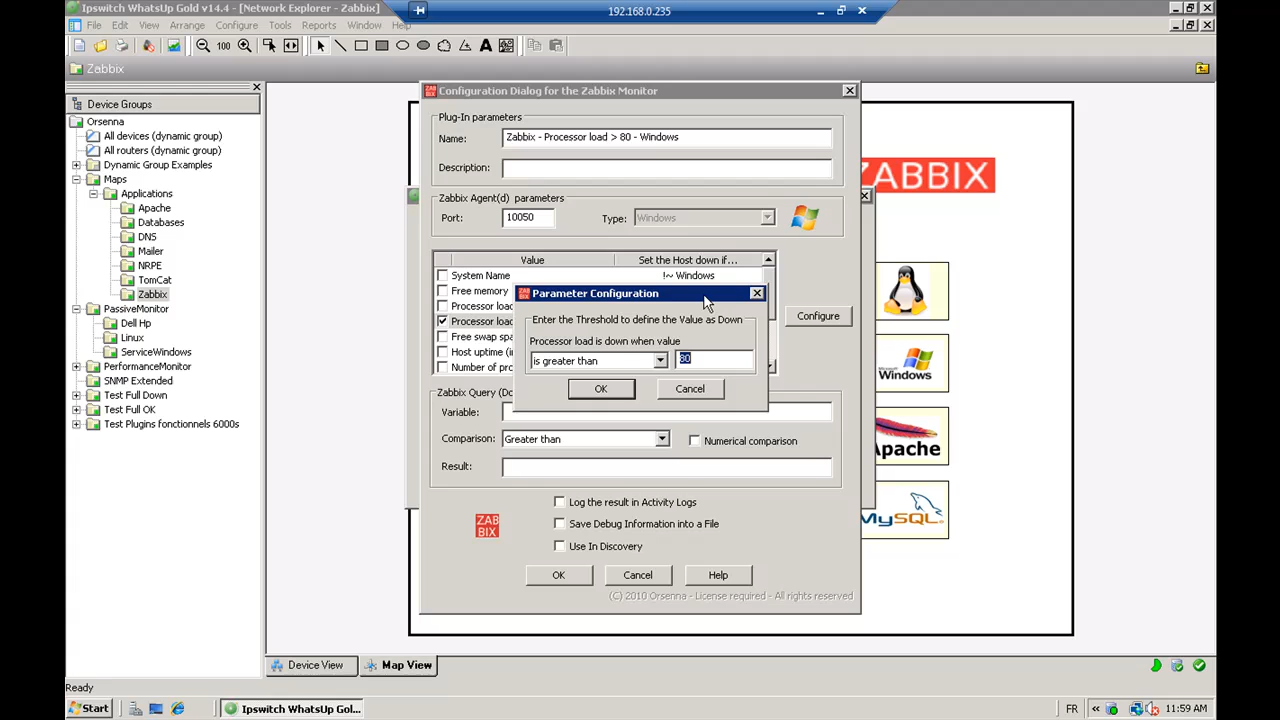 Ipswitch WhatsUp Gold v14.4 - [Network Explorer - Zabbix]
192.168.0.235
File Edit View Arrange Configure Tools Reports Window Help
100
A
Zabbix
Device Groups
Orsenna
All devices (dynamic group)
All routers (dynamic group)
Dynamic Group Examples
Maps
Applications
Apache
Databases
DNS
Mailer
NRPE
TomCat
Zabbix
PassiveMonitor
Dell Hp
Linux
ServiceWindows
PerformanceMonitor
SNMP Extended
Test Full Down
Test Full OK
Test Plugins fonctionnels 6000s
Configuration Dialog for the Zabbix Monitor
Plug-In parameters
Name: Zabbix - Processor load > 80 - Windows
Description:
Zabbix Agent(d) parameters
Port: 10050 Type: Windows
Value Set the Host down if...
System Name !~ Windows
Free memory
Processor load
Processor load
Free swap spa
Host uptime (i
Number of pro
Configure
Parameter Configuration
Enter the Threshold to define the Value as Down
Processor load is down when value
is greater than 80
OK Cancel
Zabbix Query (Do
Variable:
Comparison: Greater than Numerical comparison
Result:
Log the result in Activity Logs
Save Debug Information into a File
Use In Discovery
ZAB
BIX
OK Cancel Help
(C) 2010 Orsenna - License required - All rights reserved
ZABBIX
Windows
Apache
MySQL
Device View Map View
Ready
Start Ipswitch WhatsUp Gol... FR 11:59 AM